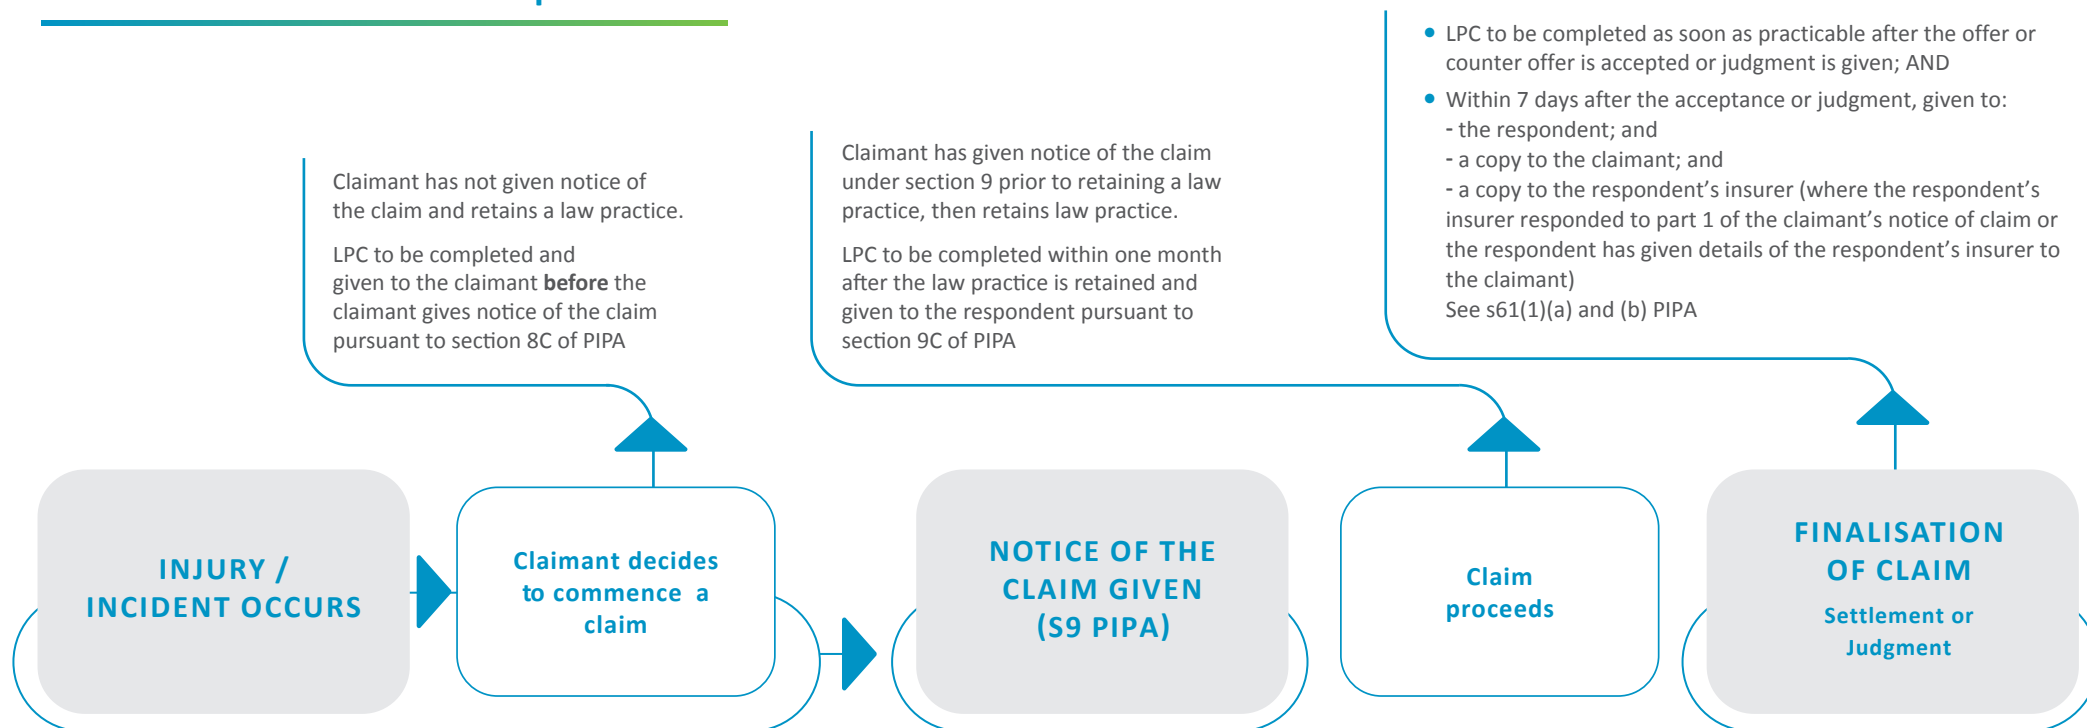 Claimant has not given notice of
the claim and retains a law practice.
LPC to be completed and
given to the claimant before the
claimant gives notice of the claim
pursuant to section 8C of PIPA
Claimant has given notice of the claim
under section 9 prior to retaining a law
practice, then retains law practice.
LPC to be completed within one month
after the law practice is retained and
given to the respondent pursuant to
section 9C of PIPA
• LPC to be completed as soon as practicable after the offer or
counter offer is accepted or judgment is given; AND
• Within 7 days after the acceptance or judgment, given to:
- the respondent; and
- a copy to the claimant; and
- a copy to the respondent’s insurer (where the respondent’s
insurer responded to part 1 of the claimant’s notice of claim or
the respondent has given details of the respondent’s insurer to
the claimant)
See s61(1)(a) and (b) PIPA
INJURY /
INCIDENT OCCURS
Claimant decides
to commence a
claim
NOTICE OF THE
CLAIM GIVEN
(S9 PIPA)
Claim
proceeds
FINALISATION
OF CLAIM
Settlement or
Judgment